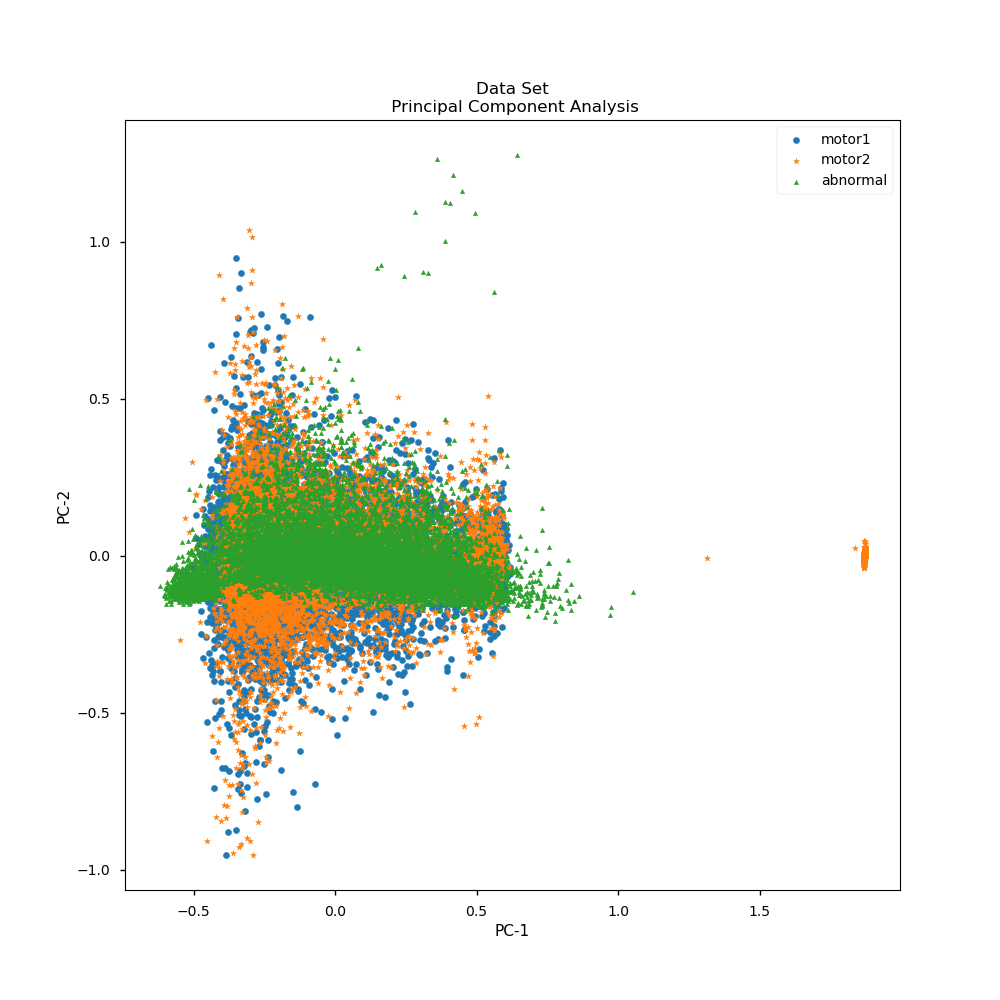 Data Set
Principal Component Analysis
motor1
motor2
abnormal
PC-2
1.0
0.5
0.0
−0.5
−1.0
−0.5
0.0
0.5
1.0
1.5
PC-1